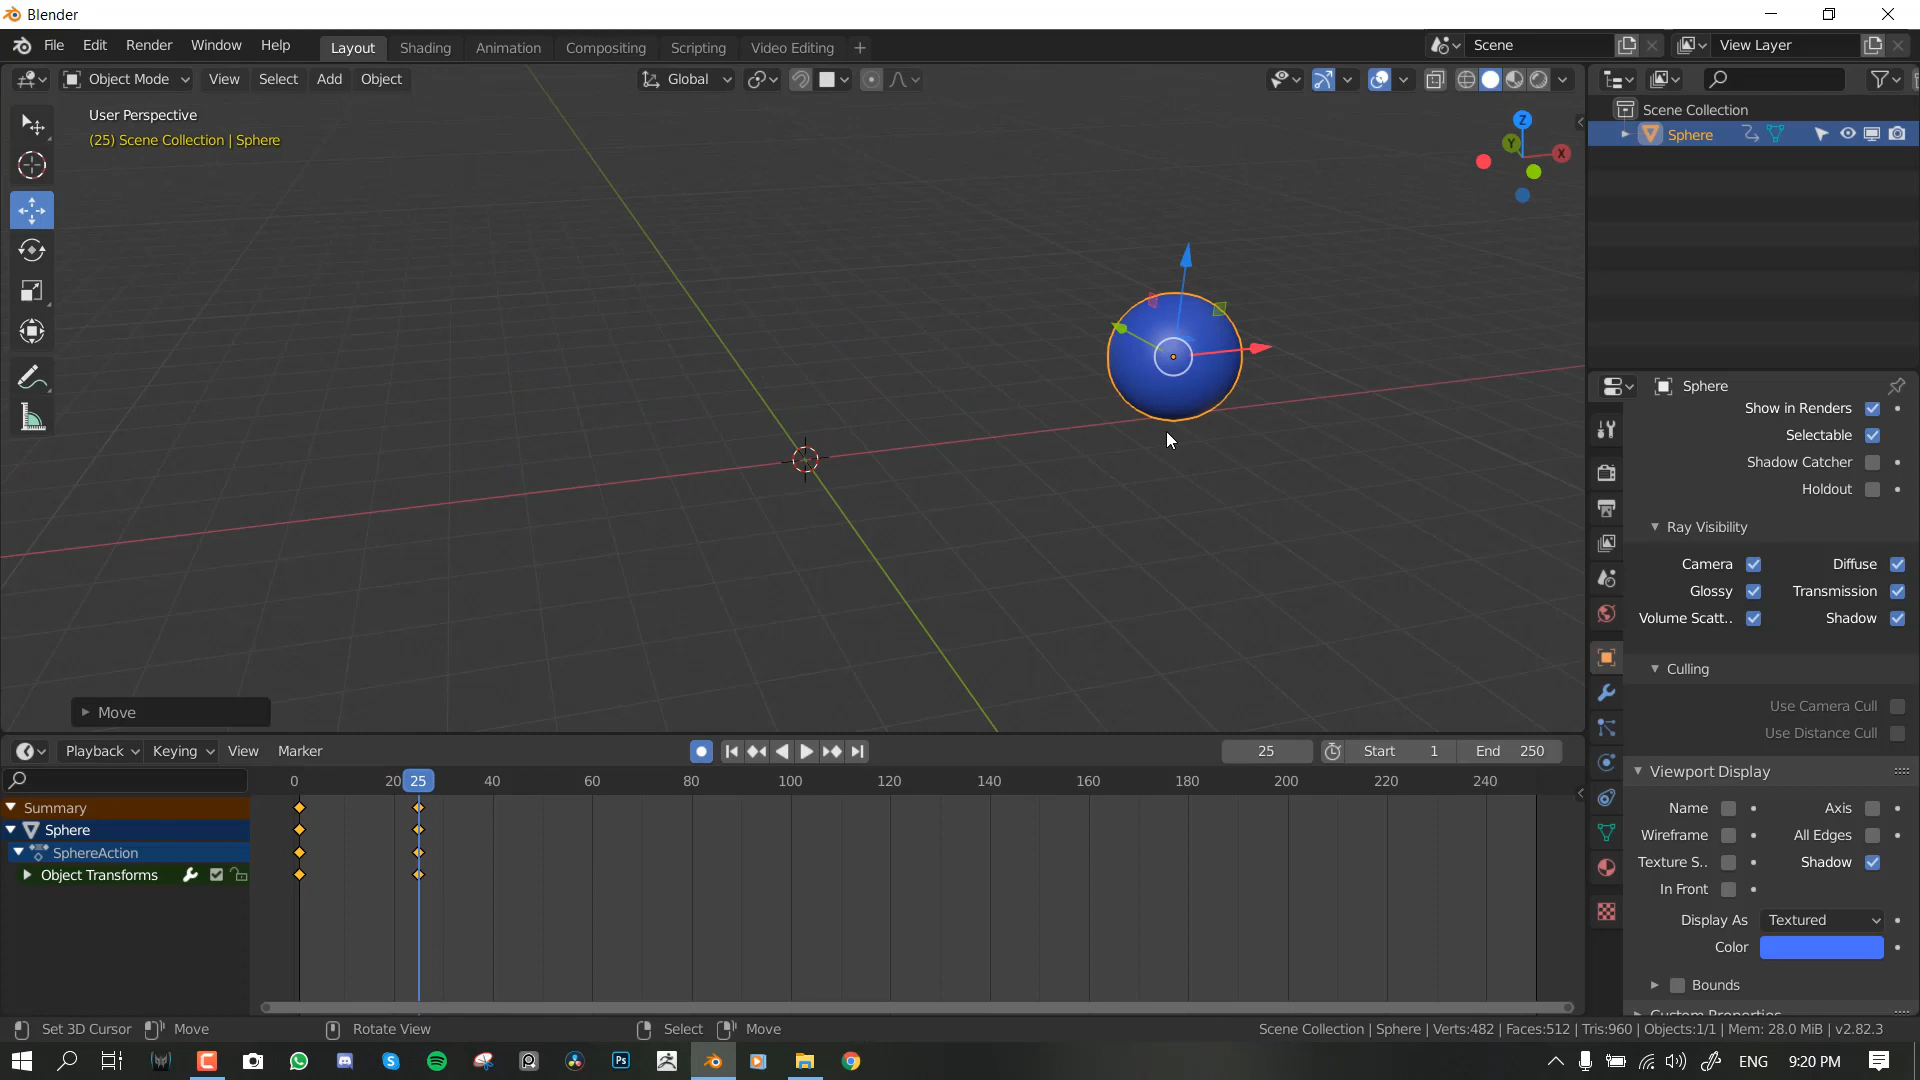 Blender
File Edit Render Window Help
Layout Shading Animation Compositing Scripting Video Editing +
Scene
View Layer
Object Mode View Select Add Object
Global
User Perspective
(25) Scene Collection | Sphere
Z
Y
X
Move
Scene Collection
Sphere
Sphere
Show in Renders
Selectable
Shadow Catcher
Holdout
Ray Visibility
Camera Diffuse
Glossy Transmission
Volume Scatt.. Shadow
Culling
Use Camera Cull
Use Distance Cull
Viewport Display
Name Axis
Wireframe All Edges
Texture S.. Shadow
In Front
Display As Textured
Color
Bounds
Playback Keying View Marker
25 Start 1 End 250
0 20 25 40 60 80 100 120 140 160 180 200 220 240
Summary
Sphere
SphereAction
Object Transforms
Set 3D Cursor Move Rotate View Select Move
Scene Collection | Sphere | Verts:482 | Faces:512 | Tris:960 | Objects:1/1 | Mem: 28.0 MiB | v2.82.3
Ps
ENG 9:20 PM